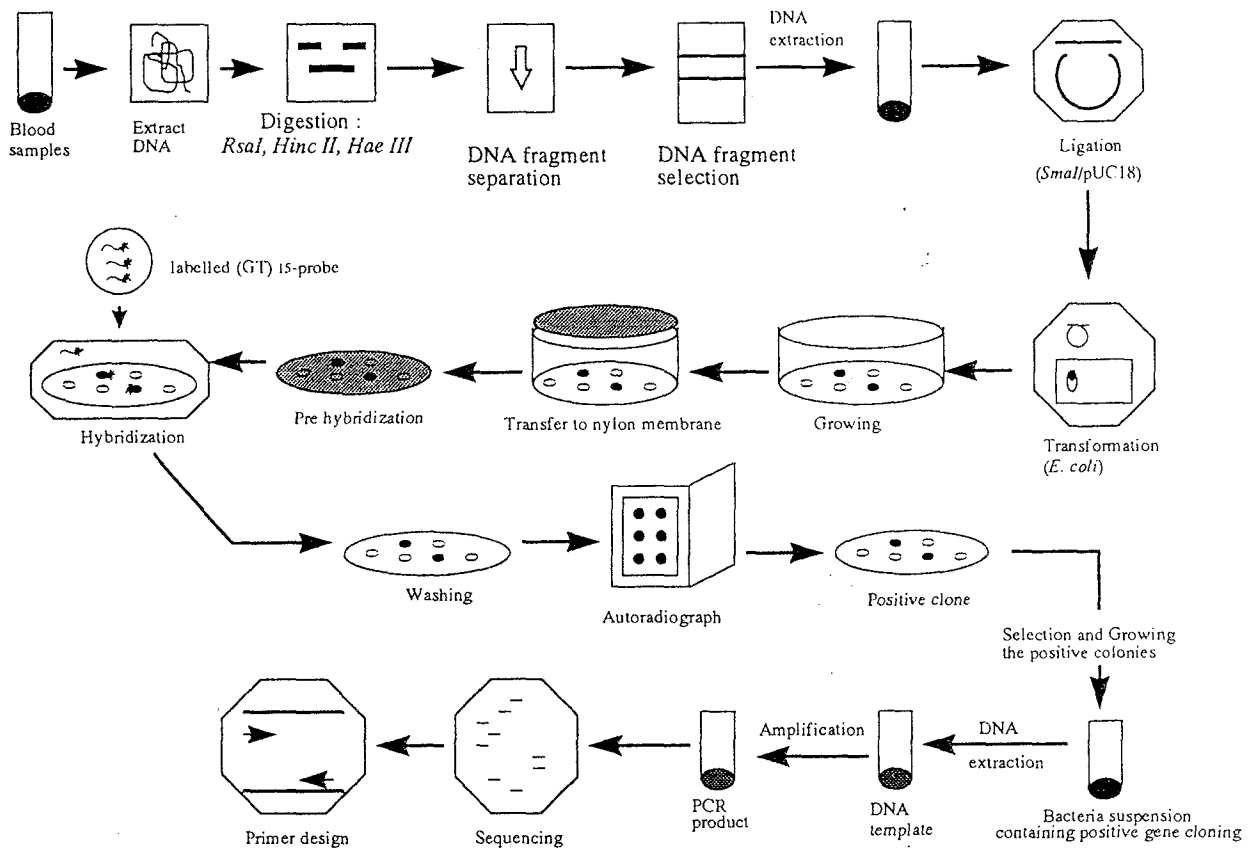 Blood
samples
Extract
DNA
Digestion :
RsaI, Hinc II, Hae III
DNA fragment
separation
DNA fragment
selection
DNA
extraction
Ligation
(SmaI/pUC18)
labelled (GT) 15-probe
Hybridization
Pre hybridization
Transfer to nylon membrane
Growing
Transformation
(E. coli)
Washing
Autoradiograph
Positive clone
Selection and Growing
the positive colonies
Primer design
Sequencing
PCR
product
Amplification
DNA
template
DNA
extraction
Bacteria suspension
containing positive gene cloning